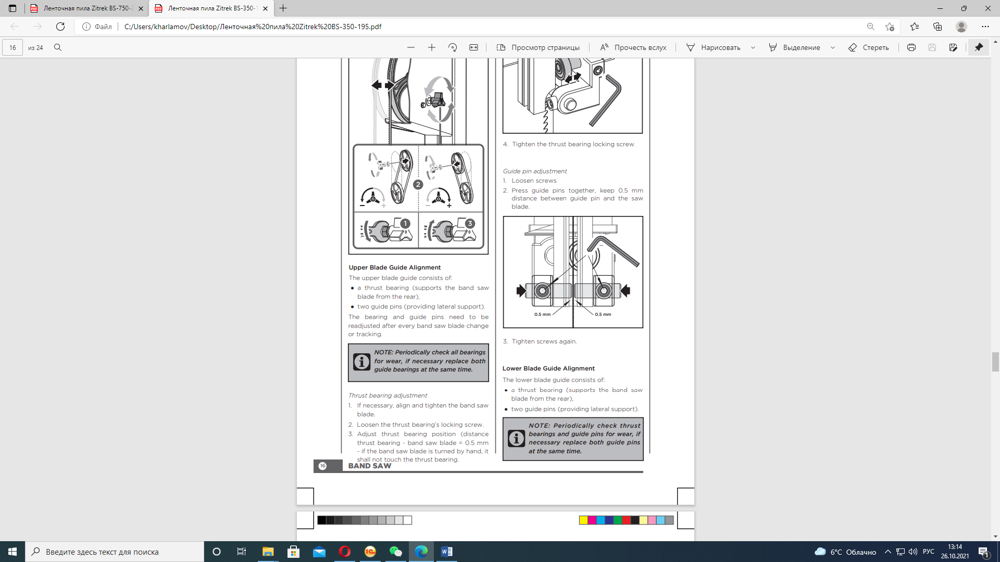 Ленточная пила Zitrek BS-750-2
Ленточная пила Zitrek BS-350-1
Файл
C:/Users/kharlamov/Desktop/Ленточная%20пила%20Zitrek%20BS-350-195.pdf
16
из 24
Просмотр страницы
Прочесть вслух
Нарисовать
Выделение
Стереть
2
1
3
Upper Blade Guide Alignment
The upper blade guide consists of:
● a thrust bearing (supports the band saw
blade from the rear),
● two guide pins (providing lateral support).
The bearing and guide pins need to be
readjusted after every band saw blade change
or tracking.
NOTE: Periodically check all bearings
for wear, if necessary replace both
guide bearings at the same time.
Thrust bearing adjustment
1. If necessary, align and tighten the band saw
blade.
2. Loosen the thrust bearing's locking screw.
3. Adjust thrust bearing position (distance
thrust bearing - band saw blade = 0.5 mm
- if the band saw blade is turned by hand, it
shall not touch the thrust bearing.
4. Tighten the thrust bearing locking screw.
Guide pin adjustment
1. Loosen screws.
2. Press guide pins together, keep 0.5 mm
distance between guide pin and the saw
blade.
0.5 mm
0.5 mm
3. Tighten screws again.
Lower Blade Guide Alignment
The lower blade guide consists of:
● a thrust bearing (supports the band saw
blade from the rear),
● two guide pins (providing lateral support).
NOTE: Periodically check thrust
bearings and guide pins for wear, if
necessary replace both guide pins
at the same time.
16
BAND SAW
Введите здесь текст для поиска
6°C Облачно
РУС
13:14
26.10.2021
1